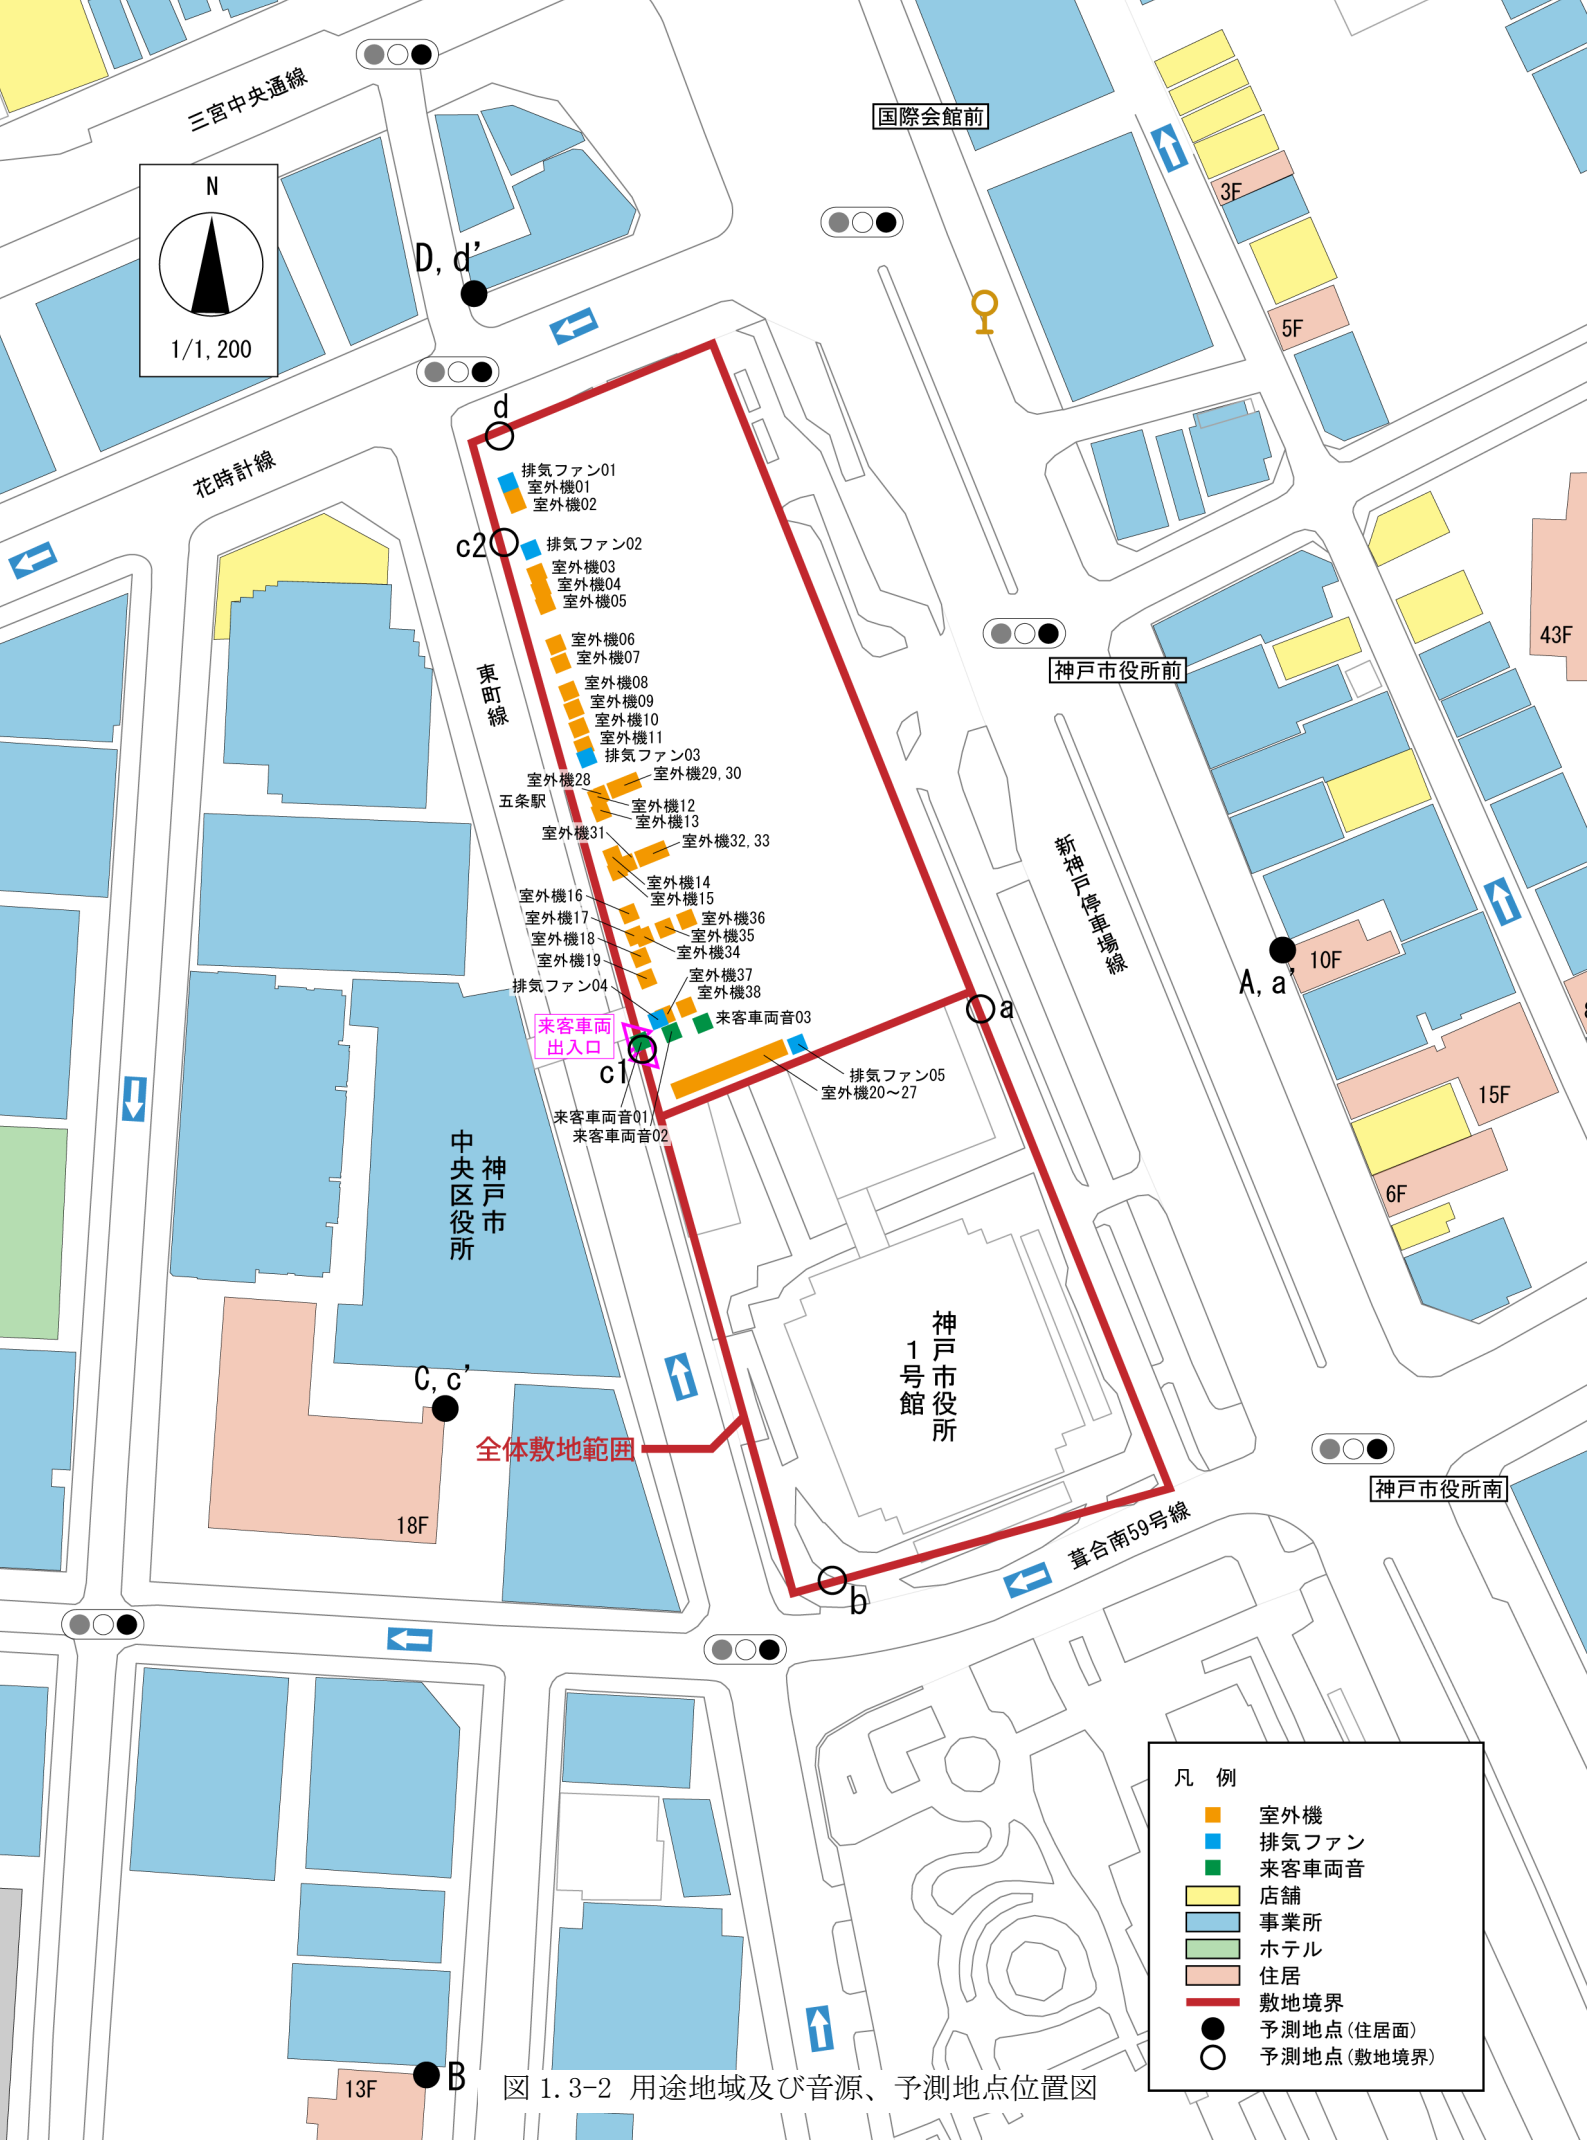 三宮中央通線
国際会館前
N
1/1,200
D,d'
3F
5F
d
花時計線
排気ファン01
室外機01
室外機02
c2
排気ファン02
室外機03
室外機04
室外機05
43F
室外機06
室外機07
東町線
神戸市役所前
室外機08
室外機09
室外機10
室外機11
排気ファン03
室外機28
室外機29,30
五条駅
室外機12
室外機13
室外機31
室外機32,33
新神戸停車場線
室外機14
室外機15
室外機16
室外機17
室外機36
室外機35
室外機18
室外機34
室外機19
10F
A,a'
排気ファン04
室外機37
室外機38
来客車両音03
来客車両
出入口
a
c1
排気ファン05
室外機20～27
15F
来客車両音01
来客車両音02
神戸市
中央区役所
6F
神戸市役所
1号館
C,c'
全体敷地範囲
18F
神戸市役所南
葺合南59号線
b
凡　例
室外機
排気ファン
来客車両音
店舗
事業所
ホテル
住居
敷地境界
予測地点(住居面)
予測地点(敷地境界)
13F
B
図 1.3-2 用途地域及び音源、予測地点位置図